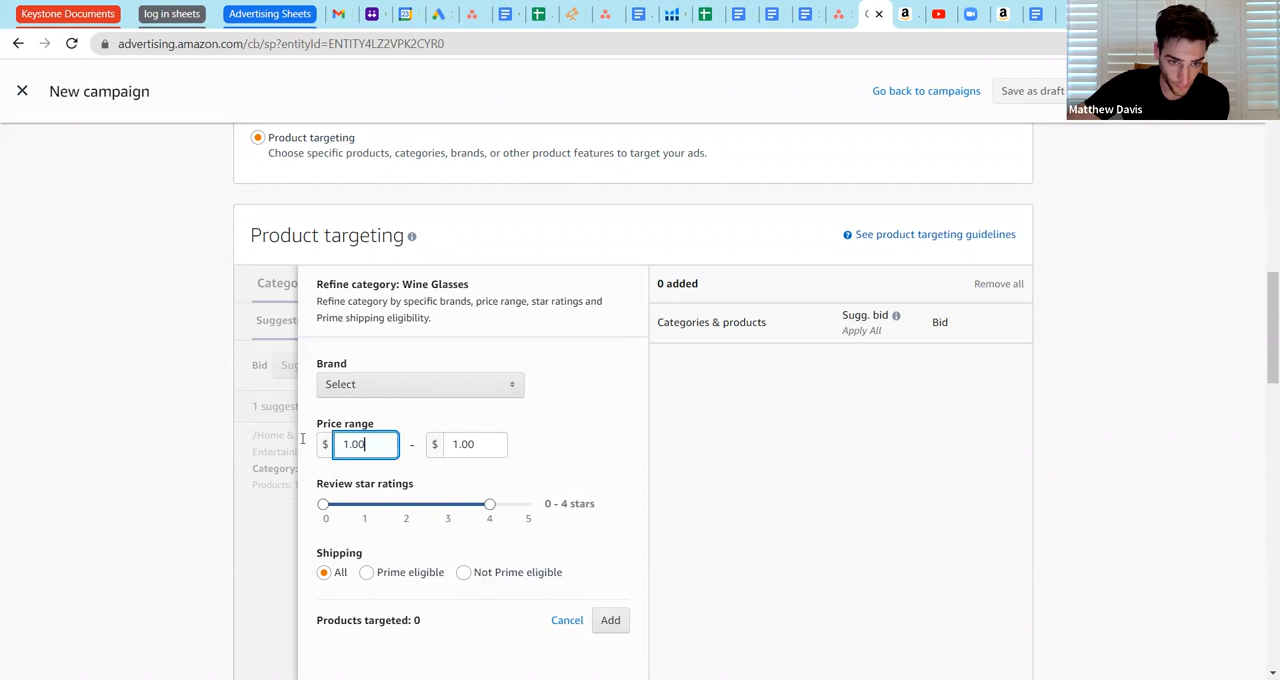 Keystone Documents
log in sheets
Advertising Sheets
advertising.amazon.com/cb/sp?entityId=ENTITY4LZ2VPK2CYR0
New campaign
Go back to campaigns
Save as draft
Matthew Davis
Product targeting
Choose specific products, categories, brands, or other product features to target your ads.
Product targeting
See product targeting guidelines
Refine category: Wine Glasses
Refine category by specific brands, price range, star ratings and
Prime shipping eligibility.
Bid
0 added
Remove all
Categories & products
Sugg. bid
Apply All
Bid
Brand
Select
Price range
$ 1.00 - $ 1.00
Review star ratings
0 - 4 stars
0 1 2 3 4 5
Shipping
All Prime eligible Not Prime eligible
Products targeted: 0
Cancel
Add